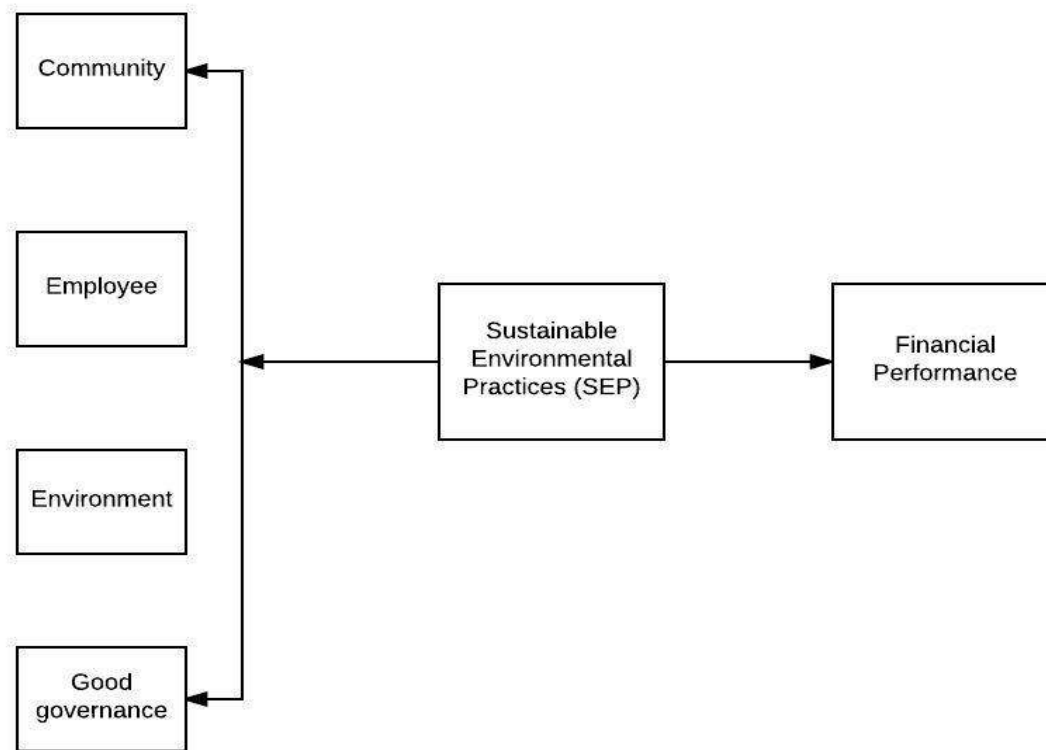 Community
Employee
Environment
Good
governance
Sustainable
Environmental
Practices (SEP)
Financial
Performance